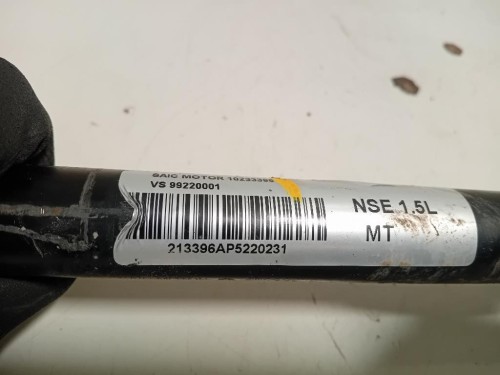 SAIC MOTOR
VS 99220001
213396AP5220231
NSE 1.5L
MT